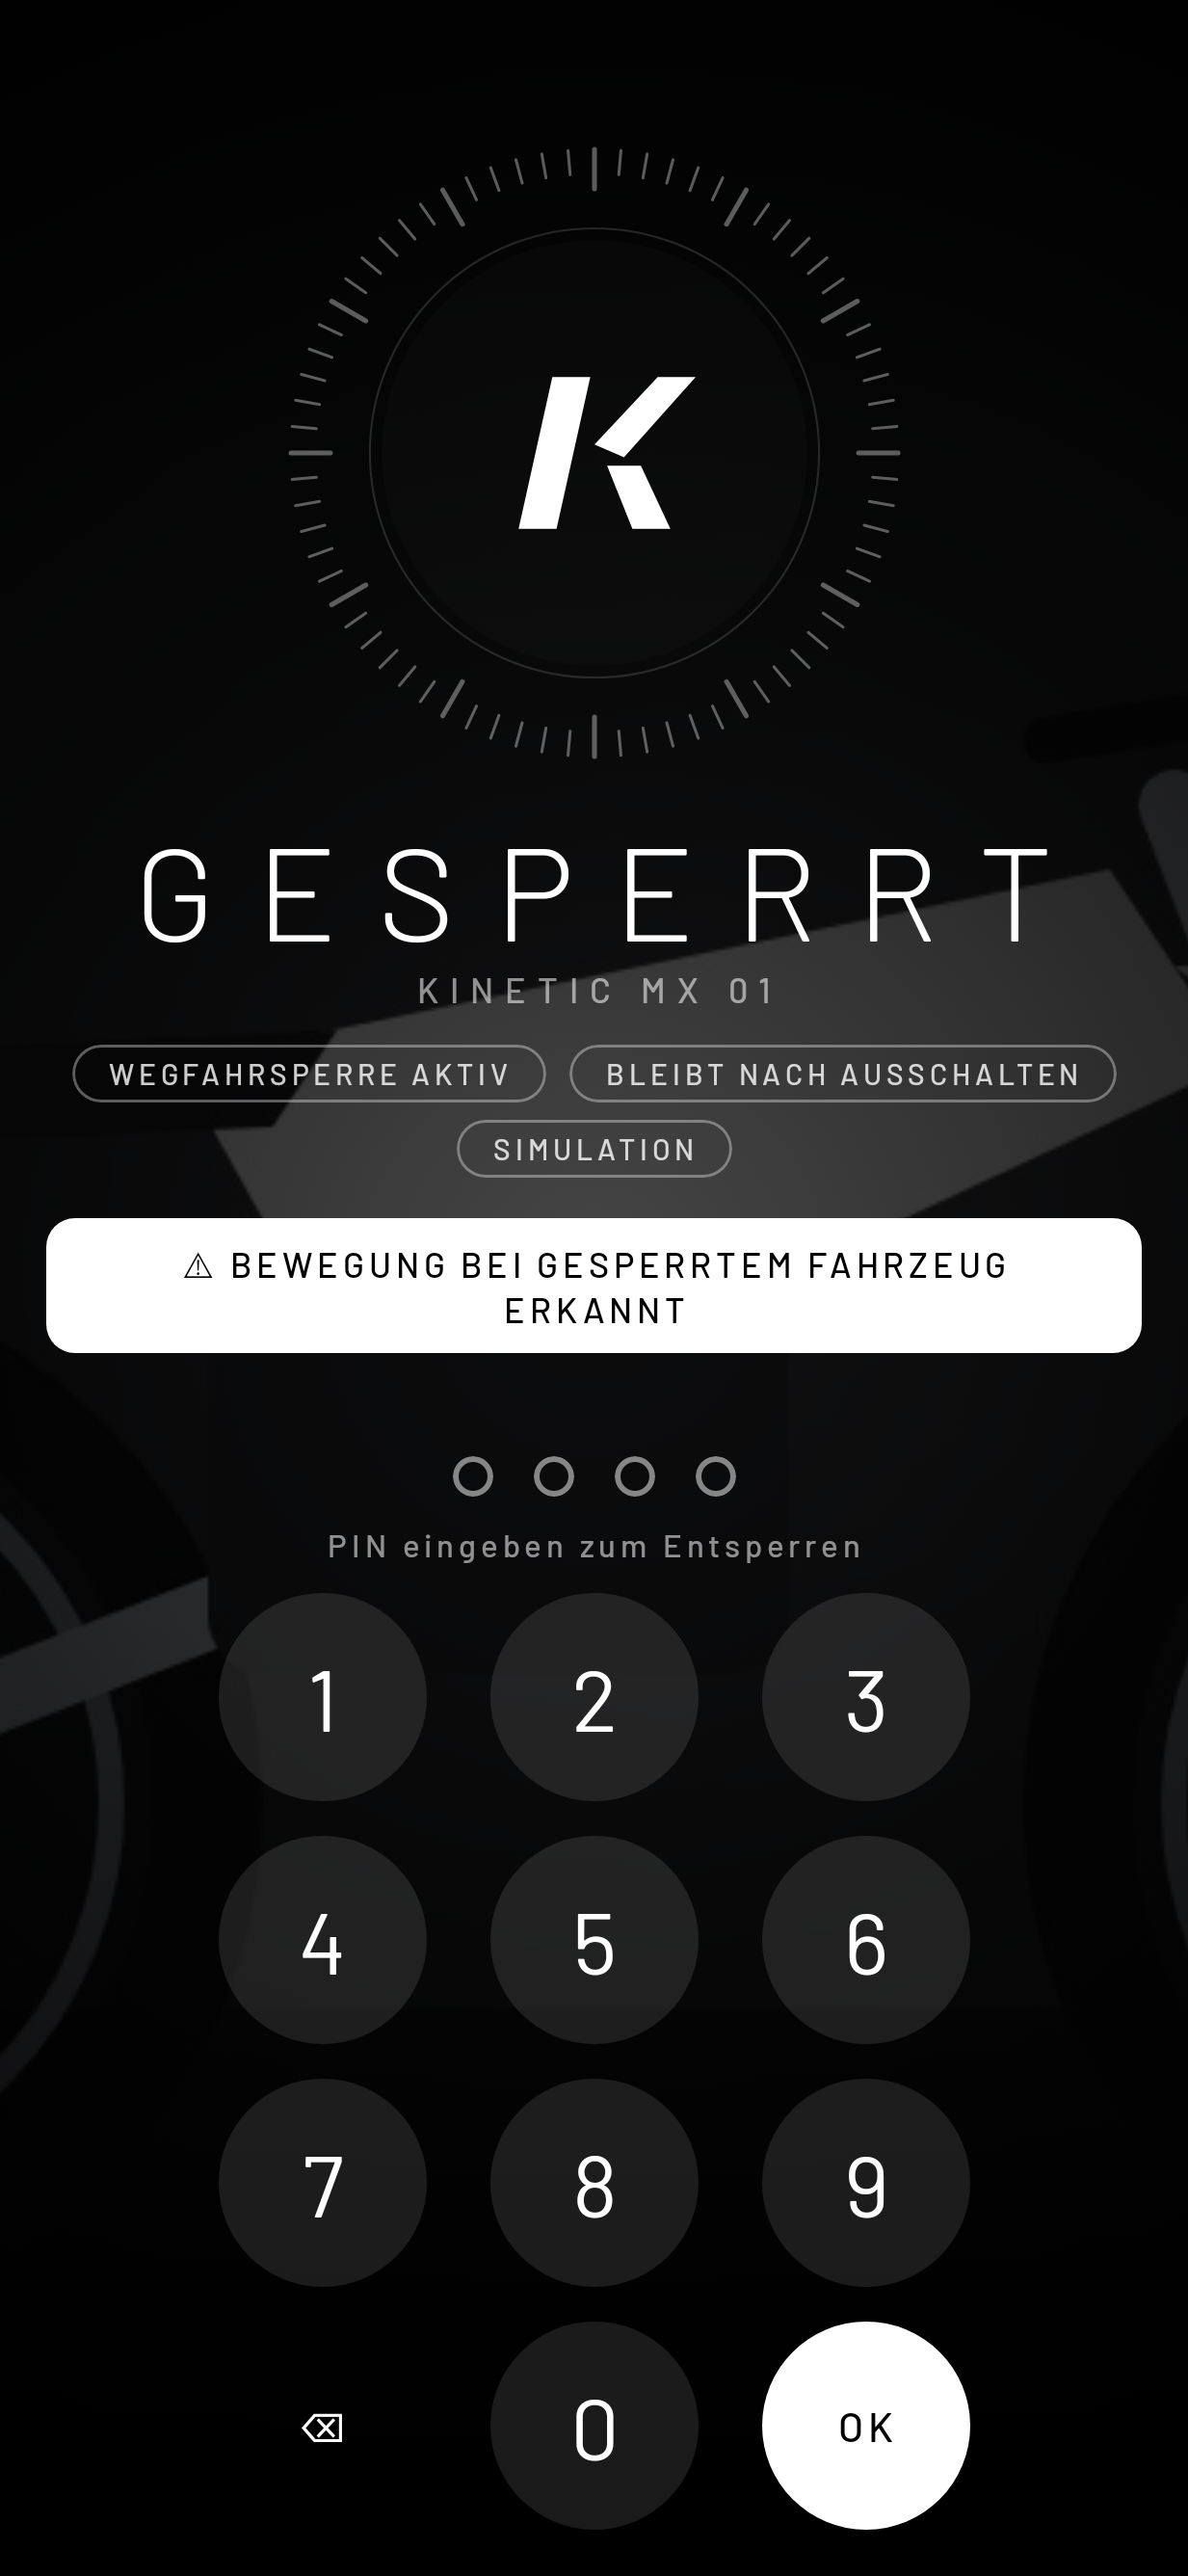 K
GESPERRT
KINETIC MX 01
WEGFAHRSPERRE AKTIV
BLEIBT NACH AUSSCHALTEN
SIMULATION
⚠ BEWEGUNG BEI GESPERRTEM FAHRZEUG
ERKANNT
PIN eingeben zum Entsperren
1 2 3
4 5 6
7 8 9
0 OK